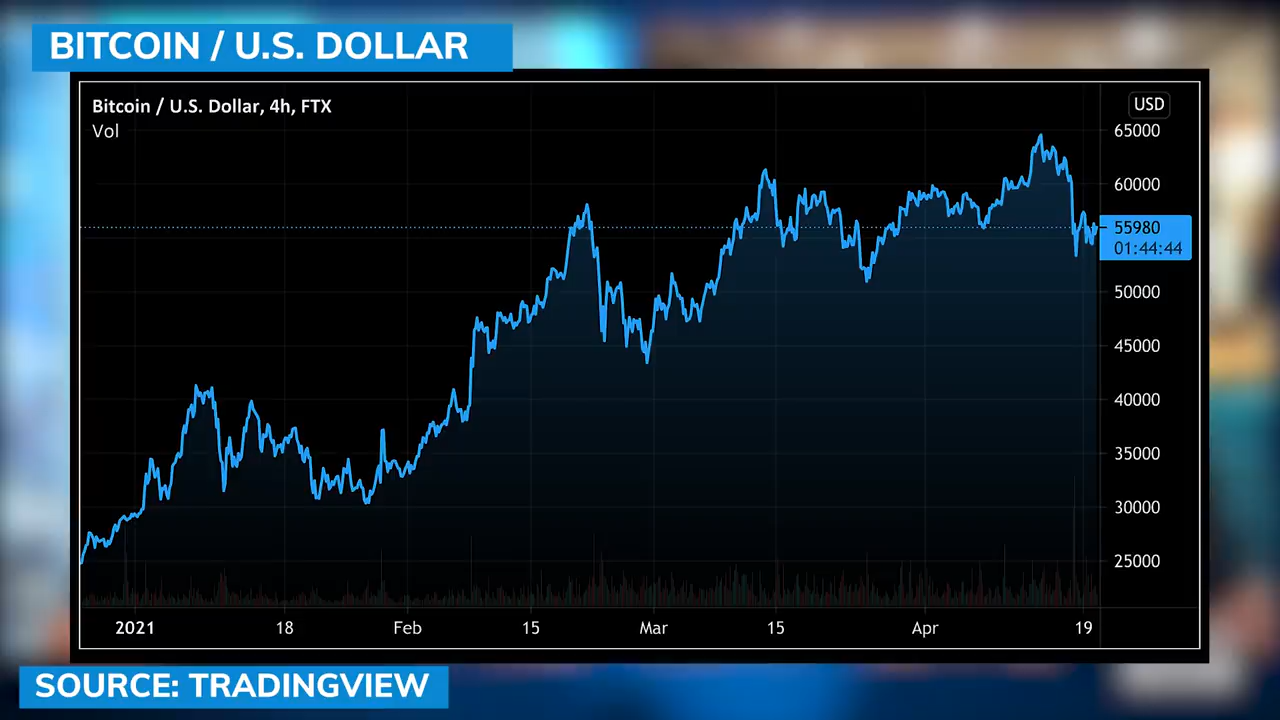 BITCOIN / U.S. DOLLAR
Bitcoin / U.S. Dollar, 4h, FTX
USD
Vol
65000
60000
55980
01:44:44
50000
45000
40000
35000
30000
25000
2021 18 Feb 15 Mar 15 Apr 19
SOURCE: TRADINGVIEW